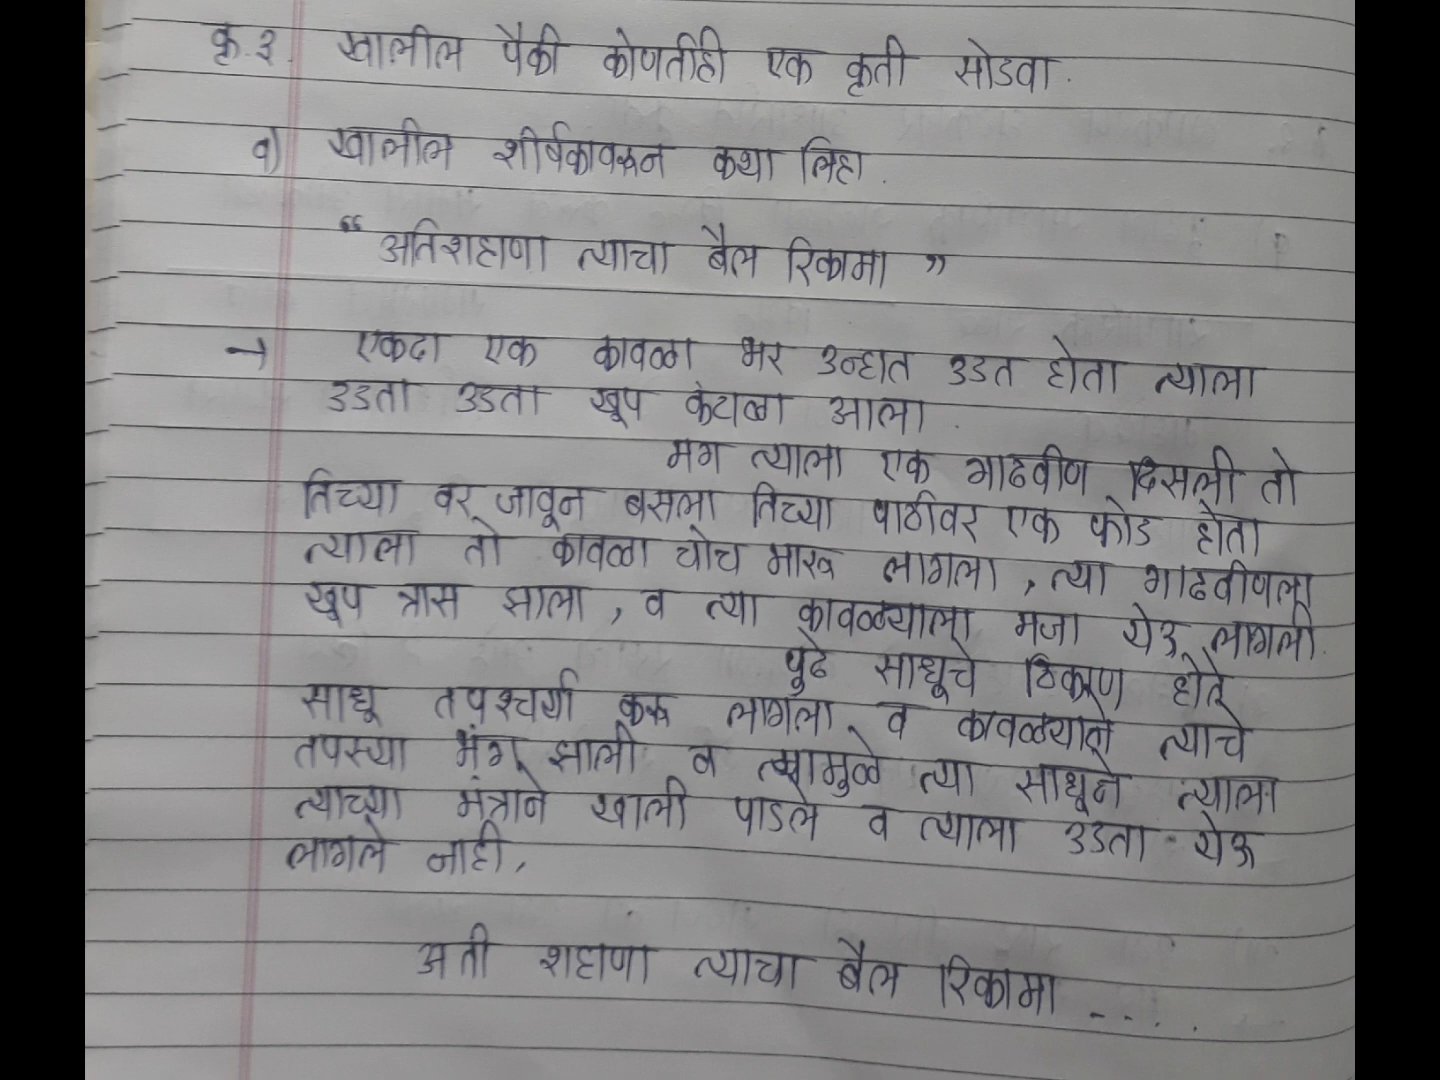 कृ.३. खालील पैकी कोणतीही एक कृती सोडवा.
व) खालील शीर्षकावरून कथा लिहा.
“अतिशहाणा त्याचा बैल रिकामा”
→ एकदा एक कावळा भर उन्हात उडत होता त्याला
उडता उडता खूप कंटाळा आला.
मग त्याला एक गाढवीण दिसली तो
तिच्या वर जावून बसला तिच्या पाठीवर एक फोड होता
त्याला तो कावळा चोच मारू लागला, त्या गाढवीणला
खूप त्रास झाला, व त्या कावळ्याला मजा येऊ लागली.
पुढे साधूचे ठिकाण होते
साधू तपश्चर्या करू लागला व कावळ्याने त्याचे
तपस्या भंग झाली व त्यामुळे त्या साधूने त्याला
त्याच्या मंत्राने खाली पाडले व त्याला उडता येऊ
लागले नाही,
अती शहाणा त्याचा बैल रिकामा ....